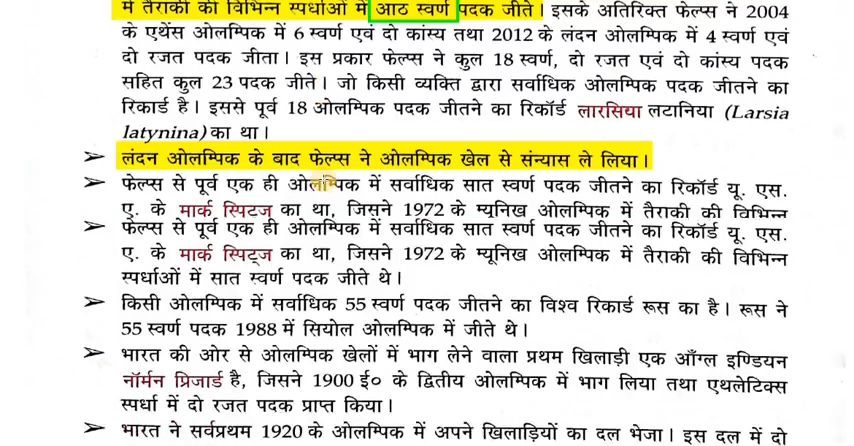 में तैराकी की विभिन्न स्पर्धाओं में आठ स्वर्ण पदक जीते। इसके अतिरिक्त फेल्प्स ने 2004
के एथेंस ओलम्पिक में 6 स्वर्ण एवं दो कांस्य तथा 2012 के लंदन ओलम्पिक में 4 स्वर्ण एवं
दो रजत पदक जीता। इस प्रकार फेल्प्स ने कुल 18 स्वर्ण, दो रजत एवं दो कांस्य पदक
सहित कुल 23 पदक जीते। जो किसी व्यक्ति द्वारा सर्वाधिक ओलम्पिक पदक जीतने का
रिकार्ड है। इससे पूर्व 18 ओलम्पिक पदक जीतने का रिकॉर्ड लारसिया लटानिया (Larsia
latynina) का था।
➢ लंदन ओलम्पिक के बाद फेल्प्स ने ओलम्पिक खेल से संन्यास ले लिया।
➢ फेल्प्स से पूर्व एक ही ओलम्पिक में सर्वाधिक सात स्वर्ण पदक जीतने का रिकॉर्ड यू. एस.
ए. के मार्क स्पिटज का था, जिसने 1972 के म्यूनिख ओलम्पिक में तैराकी की विभिन्न
➢ फेल्प्स से पूर्व एक ही ओलम्पिक में सर्वाधिक सात स्वर्ण पदक जीतने का रिकॉर्ड यू. एस.
ए. के मार्क स्पिट्ज का था, जिसने 1972 के म्यूनिख ओलम्पिक में तैराकी की विभिन्न
स्पर्धाओं में सात स्वर्ण पदक जीते थे।
➢ किसी ओलम्पिक में सर्वाधिक 55 स्वर्ण पदक जीतने का विश्व रिकार्ड रूस का है। रूस ने
55 स्वर्ण पदक 1988 में सियोल ओलम्पिक में जीते थे।
➢ भारत की ओर से ओलम्पिक खेलों में भाग लेने वाला प्रथम खिलाड़ी एक आँग्ल इण्डियन
नॉर्मन प्रिजार्ड है, जिसने 1900 ई० के द्वितीय ओलम्पिक में भाग लिया तथा एथलेटिक्स
स्पर्धा में दो रजत पदक प्राप्त किया।
➢ भारत ने सर्वप्रथम 1920 के ओलम्पिक में अपने खिलाड़ियों का दल भेजा। इस दल में दो